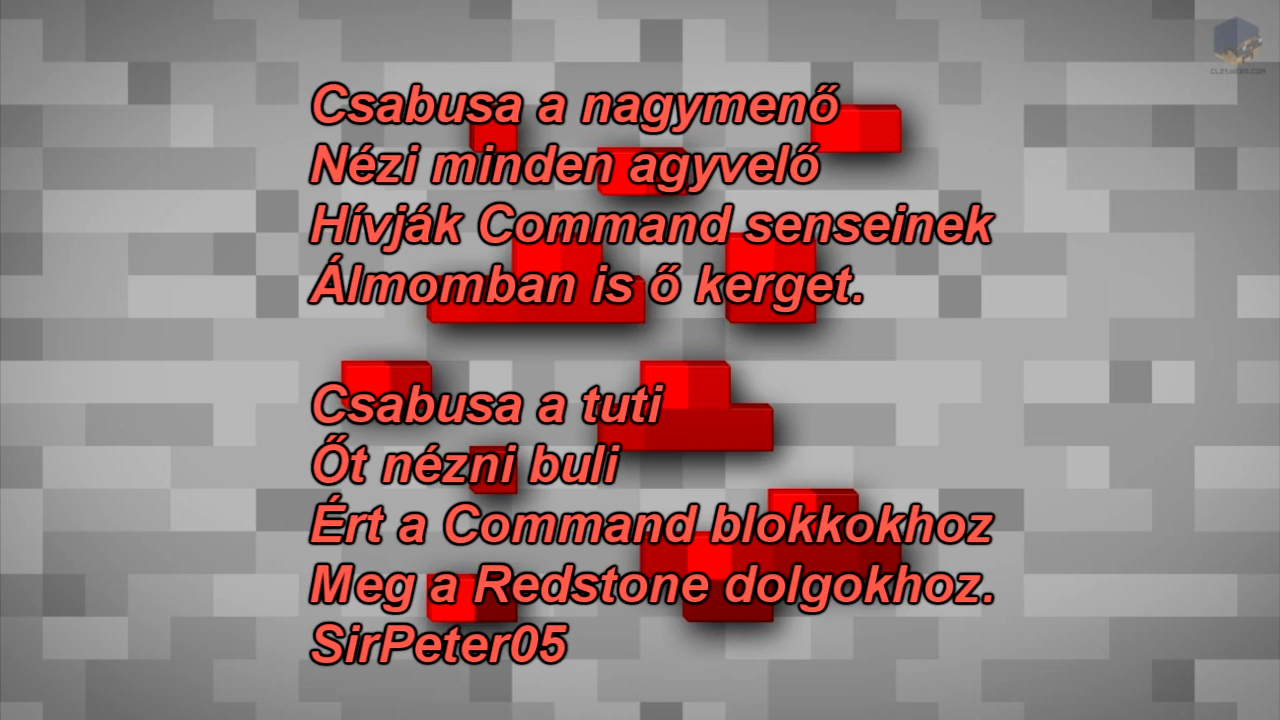 Csabusa a nagymenő
Nézi minden agyvelő
Hívják Command senseinek
Álmomban is ő kerget.
Csabusa a tuti
Őt nézni buli
Ért a Command blokkokhoz
Meg a Redstone dolgokhoz.
SirPeter05